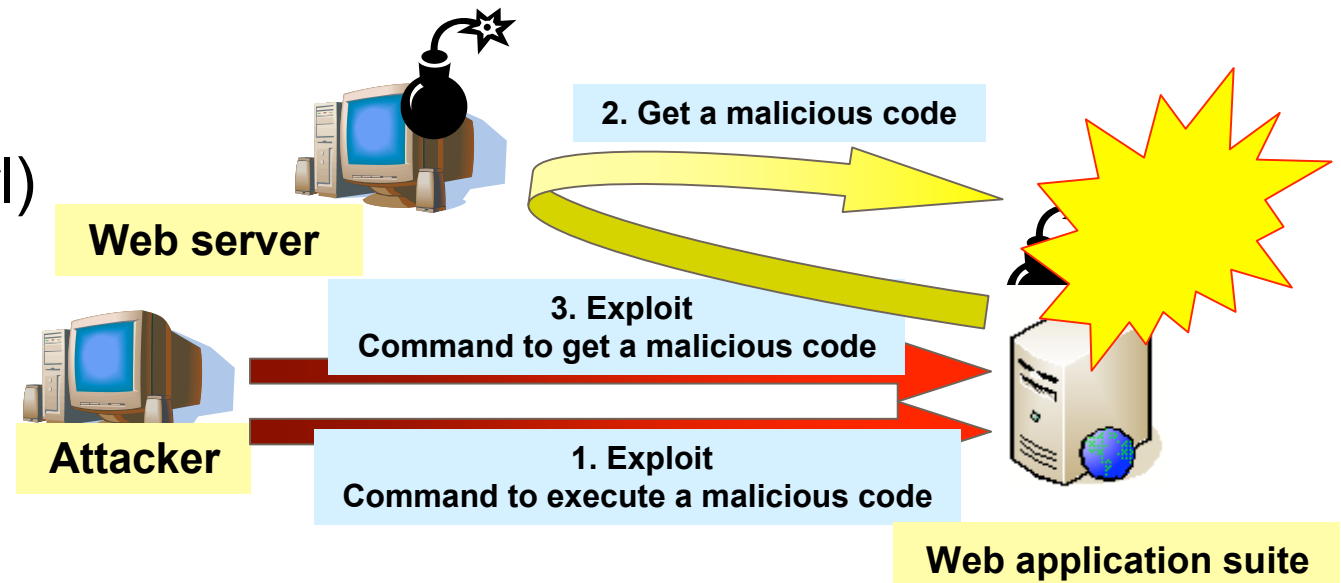 2. Get a malicious code
l)
Web server
3. Exploit
Command to get a malicious code
Attacker
1. Exploit
Command to execute a malicious code
Web application suite